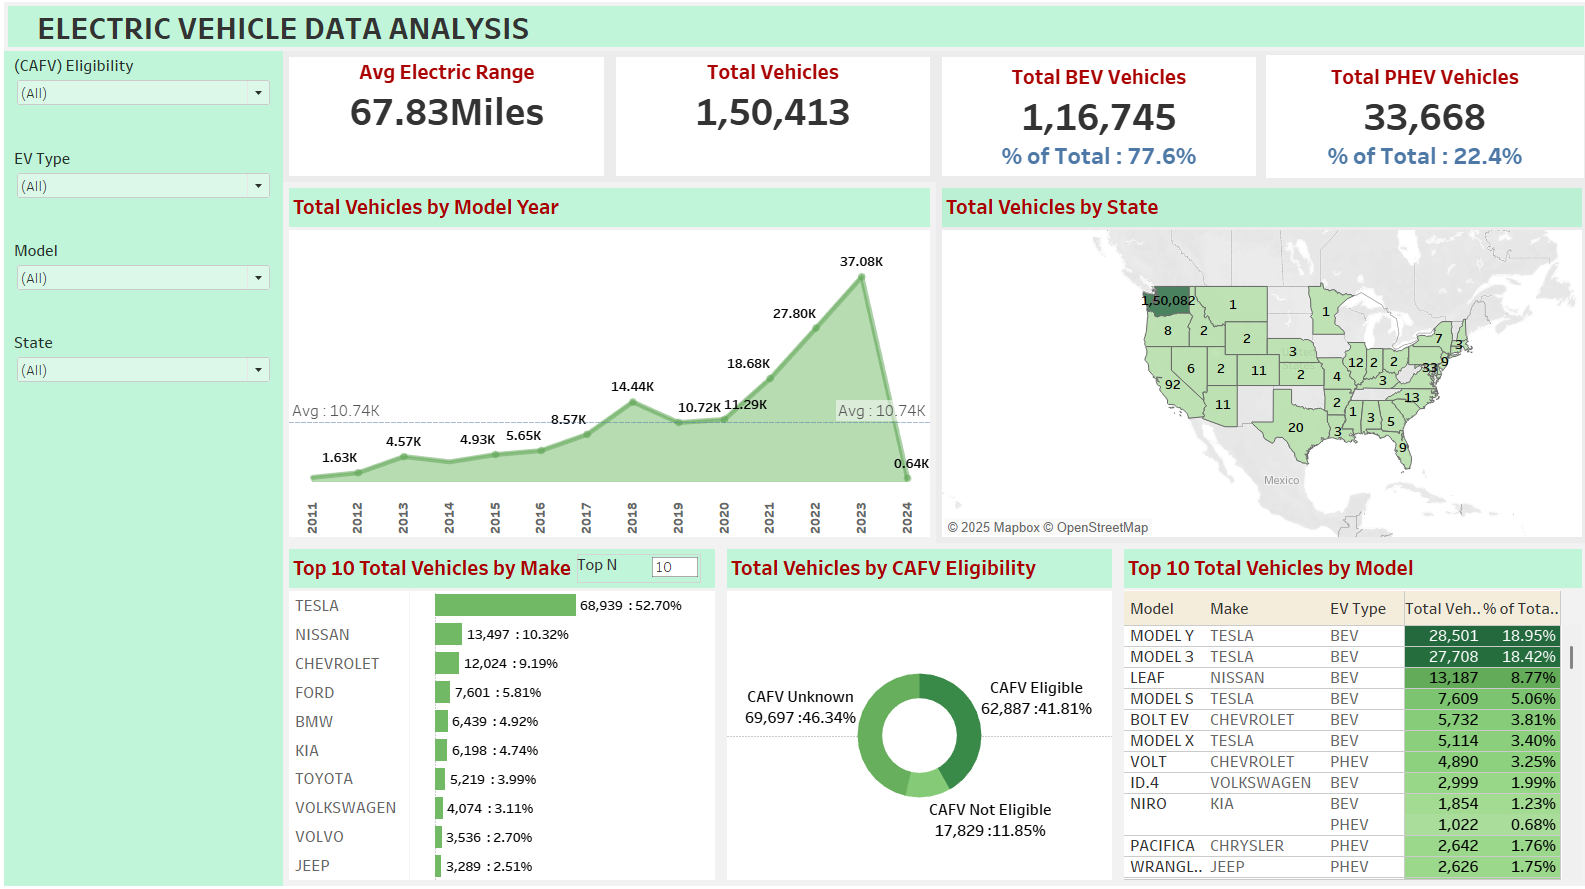 ELECTRIC VEHICLE DATA ANALYSIS
(CAFV) Eligibility
(All)
EV Type
(All)
Model
(All)
State
(All)
Avg Electric Range
67.83Miles
Total Vehicles
1,50,413
Total BEV Vehicles
1,16,745
% of Total : 77.6%
Total PHEV Vehicles
33,668
% of Total : 22.4%
Total Vehicles by Model Year
37.08K
27.80K
18.68K
14.44K
10.72K 11.29K
Avg : 10.74K
Avg : 10.74K
8.57K
5.65K
4.93K
4.57K
1.63K
0.64K
2011
2012
2013
2014
2015
2016
2017
2018
2019
2020
2021
2022
2023
2024
Total Vehicles by State
1,50,082
1
1
8
2
2
7
3
3
12
2
2
9
6
2
11
2
4
3
33
92
11
2
13
20
3
1
3
5
9
Mexico
© 2025 Mapbox © OpenStreetMap
Top 10 Total Vehicles by Make
Top N
10
TESLA 68,939 : 52.70%
NISSAN 13,497 : 10.32%
CHEVROLET 12,024 : 9.19%
FORD 7,601 : 5.81%
BMW 6,439 : 4.92%
KIA 6,198 : 4.74%
TOYOTA 5,219 : 3.99%
VOLKSWAGEN 4,074 : 3.11%
VOLVO 3,536 : 2.70%
JEEP 3,289 : 2.51%
Total Vehicles by CAFV Eligibility
CAFV Unknown
69,697 :46.34%
CAFV Eligible
62,887 :41.81%
CAFV Not Eligible
17,829 :11.85%
Top 10 Total Vehicles by Model
Model Make EV Type Total Veh.. % of Tota..
MODEL Y TESLA BEV 28,501 18.95%
MODEL 3 TESLA BEV 27,708 18.42%
LEAF NISSAN BEV 13,187 8.77%
MODEL S TESLA BEV 7,609 5.06%
BOLT EV CHEVROLET BEV 5,732 3.81%
MODEL X TESLA BEV 5,114 3.40%
VOLT CHEVROLET PHEV 4,890 3.25%
ID.4 VOLKSWAGEN BEV 2,999 1.99%
NIRO KIA BEV 1,854 1.23%
PHEV 1,022 0.68%
PACIFICA CHRYSLER PHEV 2,642 1.76%
WRANGL.. JEEP PHEV 2,626 1.75%